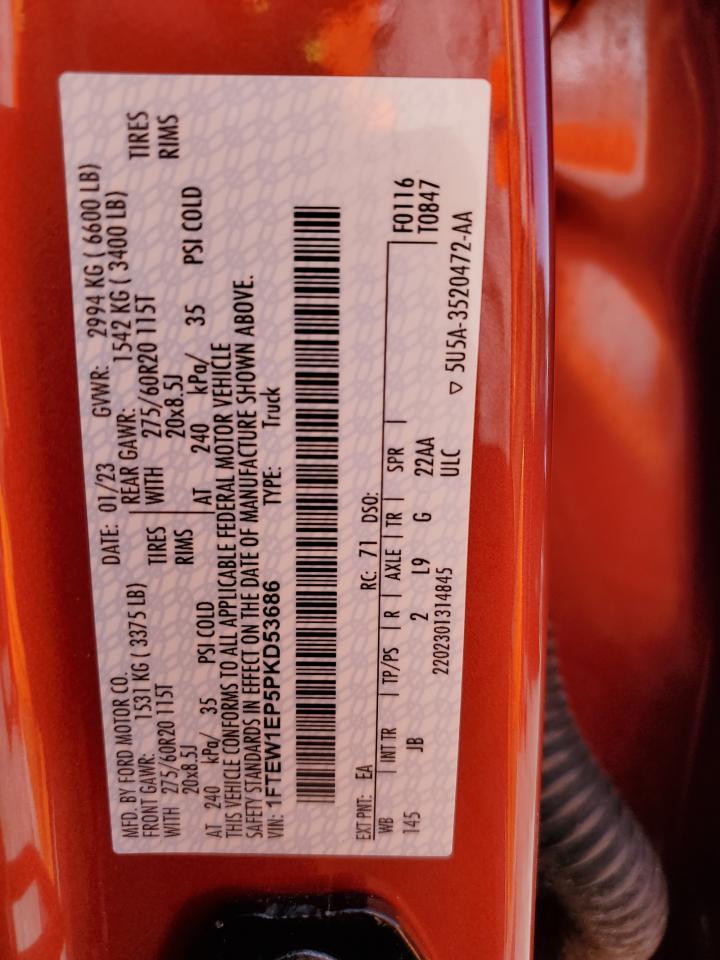 MFD. BY FORD MOTOR CO. DATE: 01/23 GVWR: 2994 KG ( 6600 LB)
FRONT GAWR: 1531 KG ( 3375 LB) REAR GAWR: 1542 KG ( 3400 LB)
WITH 275/60R20 115T TIRES WITH 275/60R20 115T TIRES
20x8.5J RIMS 20x8.5J RIMS
AT 240 kPa/ 35 PSI COLD AT 240 kPa/ 35 PSI COLD
THIS VEHICLE CONFORMS TO ALL APPLICABLE FEDERAL MOTOR VEHICLE
SAFETY STANDARDS IN EFFECT ON THE DATE OF MANUFACTURE SHOWN ABOVE.
VIN: 1FTEW1EP5PKD53686 TYPE: Truck
EXT PNT: EA RC: 71 DSO:
WB INT TR TP/PS R AXLE TR SPR F0116
145 JB 2 L9 G 22AA T0847
2202301314845 ULC
▽ 5U5A-3520472-AA